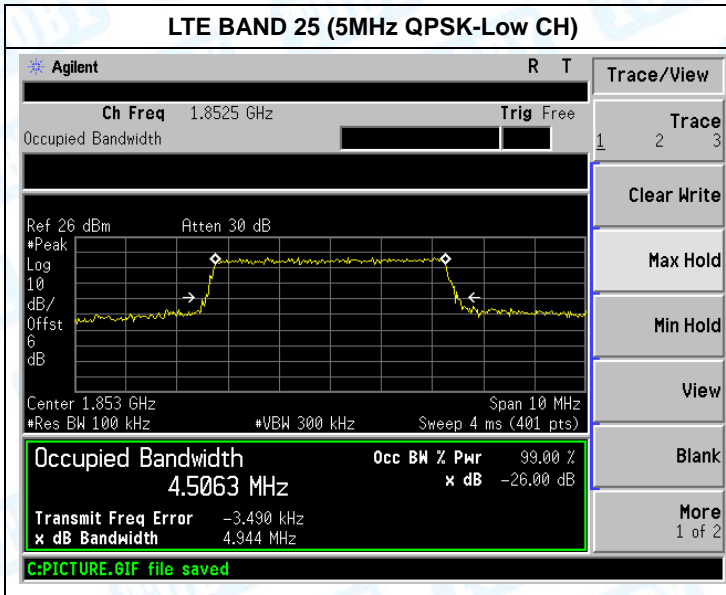 LTE BAND 25 (5MHz QPSK-Low CH)
Agilent R T
Ch Freq 1.8525 GHz Trig Free
Occupied Bandwidth
Ref 26 dBm Atten 30 dB
#Peak
Log
10
dB/
Offst
6
dB
Center 1.853 GHz Span 10 MHz
#Res BW 100 kHz #VBW 300 kHz Sweep 4 ms (401 pts)
Occupied Bandwidth Occ BW % Pwr 99.00 %
4.5063 MHz x dB -26.00 dB
Transmit Freq Error -3.490 kHz
x dB Bandwidth 4.944 MHz
C:PICTURE.GIF file saved
Trace/View
Trace
1 2 3
Clear Write
Max Hold
Min Hold
View
Blank
More
1 of 2